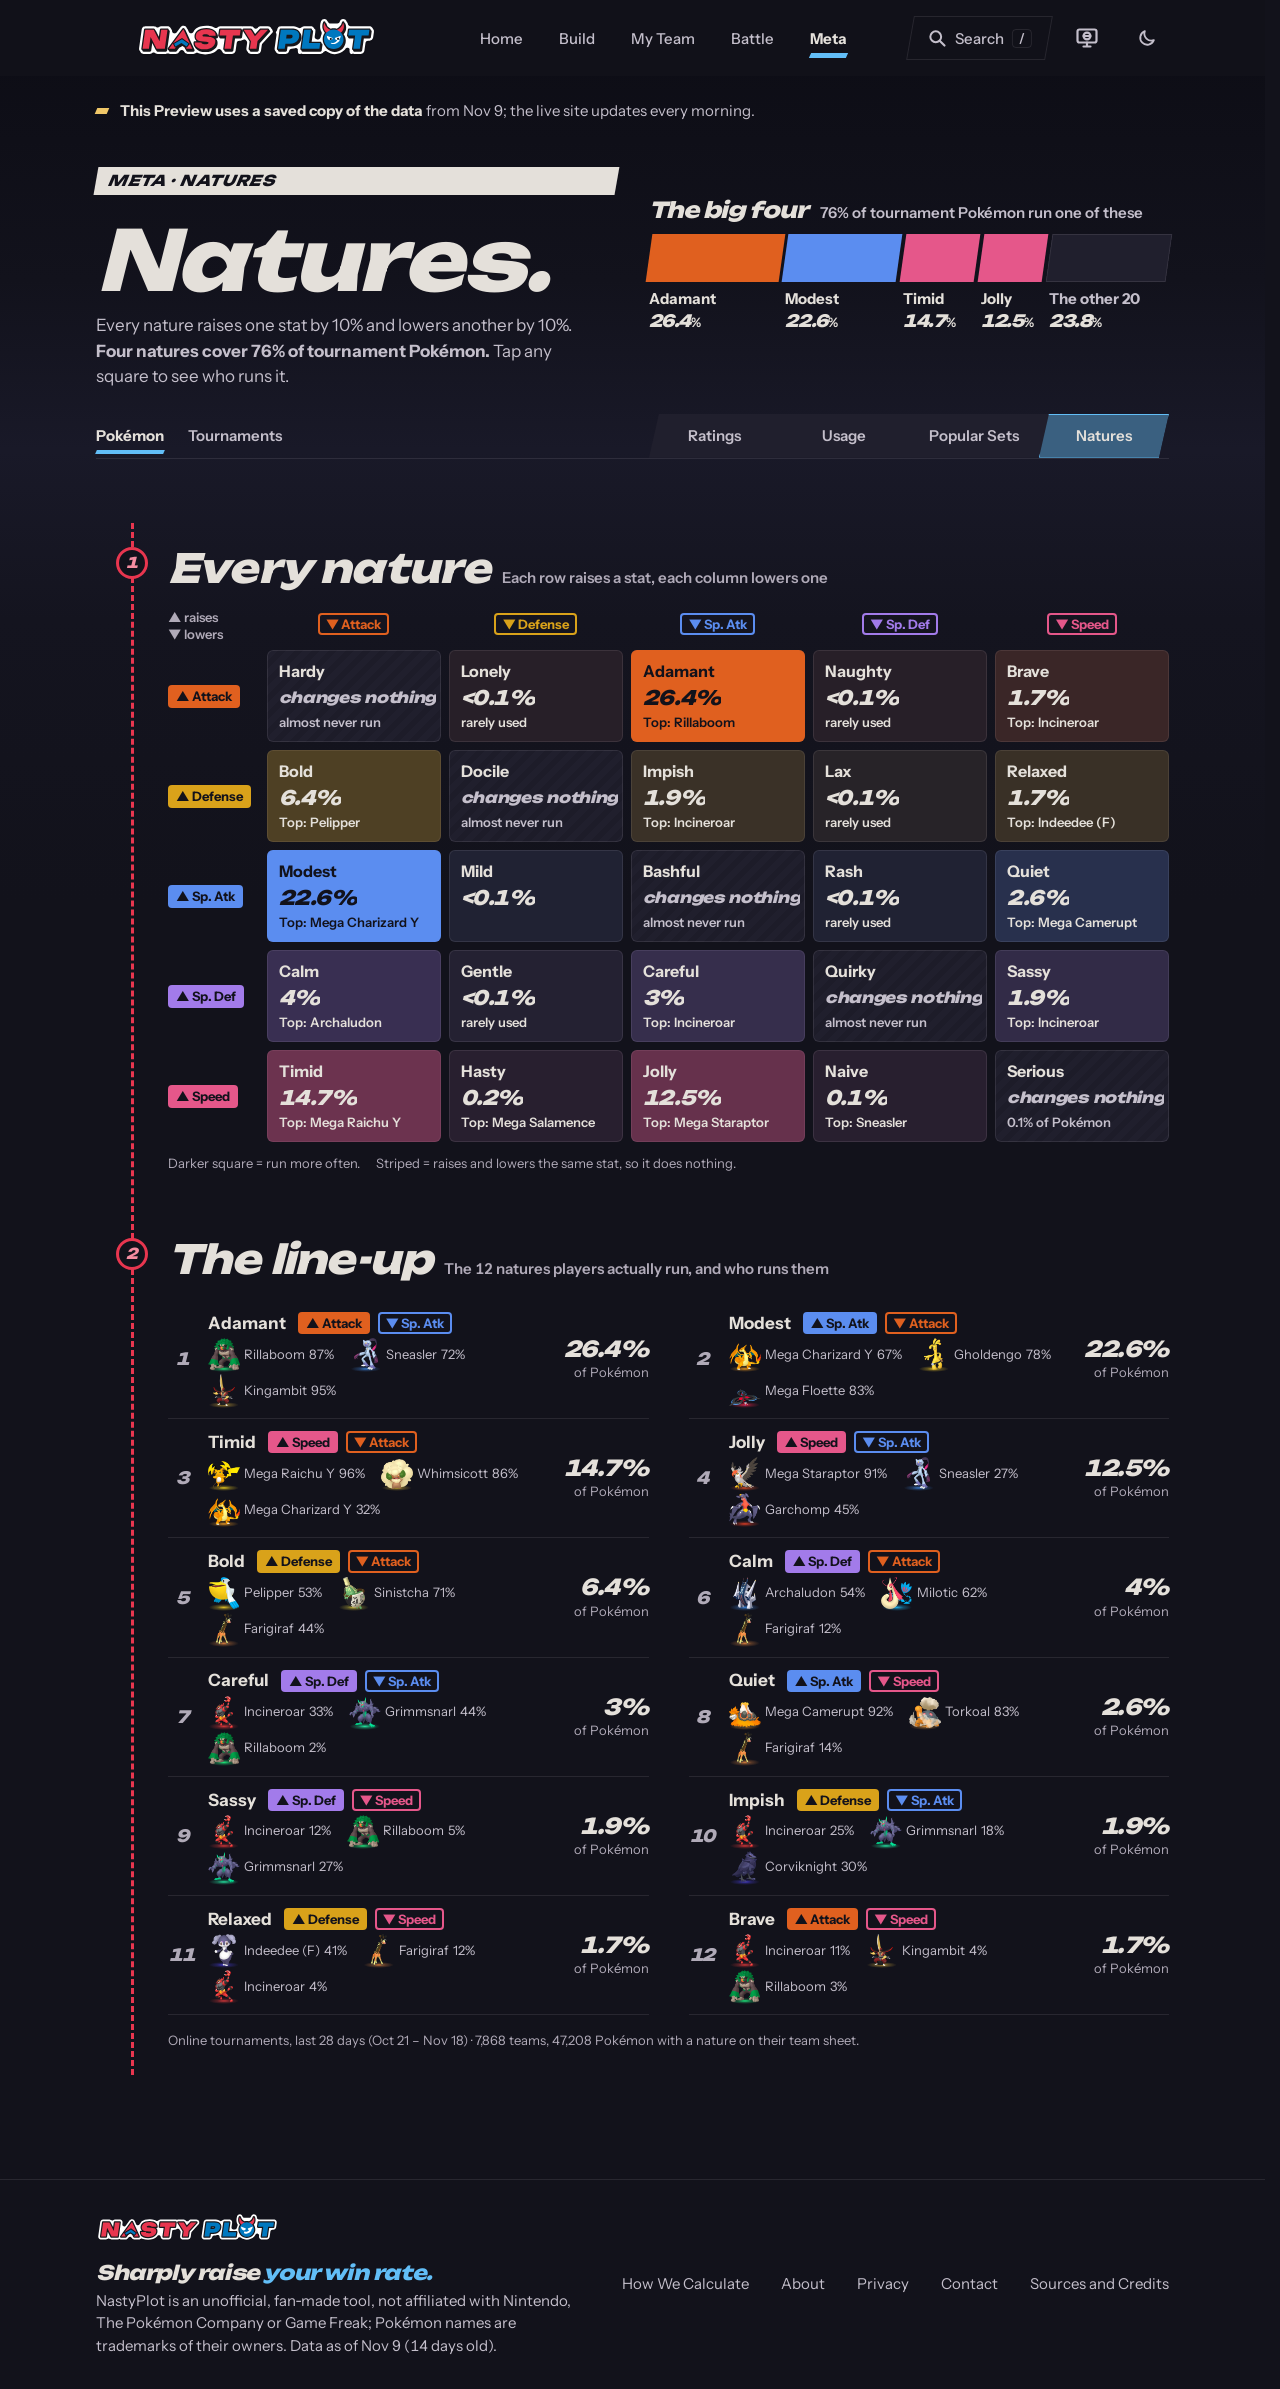 NASTY PLOT
Home Build My Team Battle Meta Search /
This Preview uses a saved copy of the data from Nov 9; the live site updates every morning.
META · NATURES
Natures.
Every nature raises one stat by 10% and lowers another by 10%.
Four natures cover 76% of tournament Pokémon. Tap any
square to see who runs it.
The big four 76% of tournament Pokémon run one of these
Adamant Modest Timid Jolly The other 20
26.4% 22.6% 14.7% 12.5% 23.8%
Pokémon Tournaments
Ratings Usage Popular Sets Natures
1
Every nature Each row raises a stat, each column lowers one
▲ raises
▼ lowers
▼ Attack ▼ Defense ▼ Sp. Atk ▼ Sp. Def ▼ Speed
▲ Attack
Hardy
changes nothing
almost never run
Lonely
<0.1%
rarely used
Adamant
26.4%
Top: Rillaboom
Naughty
<0.1%
rarely used
Brave
1.7%
Top: Incineroar
▲ Defense
Bold
6.4%
Top: Pelipper
Docile
changes nothing
almost never run
Impish
1.9%
Top: Incineroar
Lax
<0.1%
rarely used
Relaxed
1.7%
Top: Indeedee (F)
▲ Sp. Atk
Modest
22.6%
Top: Mega Charizard Y
Mild
<0.1%
Bashful
changes nothing
almost never run
Rash
<0.1%
rarely used
Quiet
2.6%
Top: Mega Camerupt
▲ Sp. Def
Calm
4%
Top: Archaludon
Gentle
<0.1%
rarely used
Careful
3%
Top: Incineroar
Quirky
changes nothing
almost never run
Sassy
1.9%
Top: Incineroar
▲ Speed
Timid
14.7%
Top: Mega Raichu Y
Hasty
0.2%
Top: Mega Salamence
Jolly
12.5%
Top: Mega Staraptor
Naive
0.1%
Top: Sneasler
Serious
changes nothing
0.1% of Pokémon
Darker square = run more often. Striped = raises and lowers the same stat, so it does nothing.
2
The line-up The 12 natures players actually run, and who runs them
1
Adamant ▲ Attack ▼ Sp. Atk
Rillaboom 87% Sneasler 72%
Kingambit 95%
26.4%
of Pokémon
2
Modest ▲ Sp. Atk ▼ Attack
Mega Charizard Y 67% Gholdengo 78%
Mega Floette 83%
22.6%
of Pokémon
3
Timid ▲ Speed ▼ Attack
Mega Raichu Y 96% Whimsicott 86%
Mega Charizard Y 32%
14.7%
of Pokémon
4
Jolly ▲ Speed ▼ Sp. Atk
Mega Staraptor 91% Sneasler 27%
Garchomp 45%
12.5%
of Pokémon
5
Bold ▲ Defense ▼ Attack
Pelipper 53% Sinistcha 71%
Farigiraf 44%
6.4%
of Pokémon
6
Calm ▲ Sp. Def ▼ Attack
Archaludon 54% Milotic 62%
Farigiraf 12%
4%
of Pokémon
7
Careful ▲ Sp. Def ▼ Sp. Atk
Incineroar 33% Grimmsnarl 44%
Rillaboom 2%
3%
of Pokémon
8
Quiet ▲ Sp. Atk ▼ Speed
Mega Camerupt 92% Torkoal 83%
Farigiraf 14%
2.6%
of Pokémon
9
Sassy ▲ Sp. Def ▼ Speed
Incineroar 12% Rillaboom 5%
Grimmsnarl 27%
1.9%
of Pokémon
10
Impish ▲ Defense ▼ Sp. Atk
Incineroar 25% Grimmsnarl 18%
Corviknight 30%
1.9%
of Pokémon
11
Relaxed ▲ Defense ▼ Speed
Indeedee (F) 41% Farigiraf 12%
Incineroar 4%
1.7%
of Pokémon
12
Brave ▲ Attack ▼ Speed
Incineroar 11% Kingambit 4%
Rillaboom 3%
1.7%
of Pokémon
Online tournaments, last 28 days (Oct 21 – Nov 18) · 7,868 teams, 47,208 Pokémon with a nature on their team sheet.
NASTY PLOT
Sharply raise your win rate.
NastyPlot is an unofficial, fan-made tool, not affiliated with Nintendo,
The Pokémon Company or Game Freak; Pokémon names are
trademarks of their owners. Data as of Nov 9 (14 days old).
How We Calculate About Privacy Contact Sources and Credits